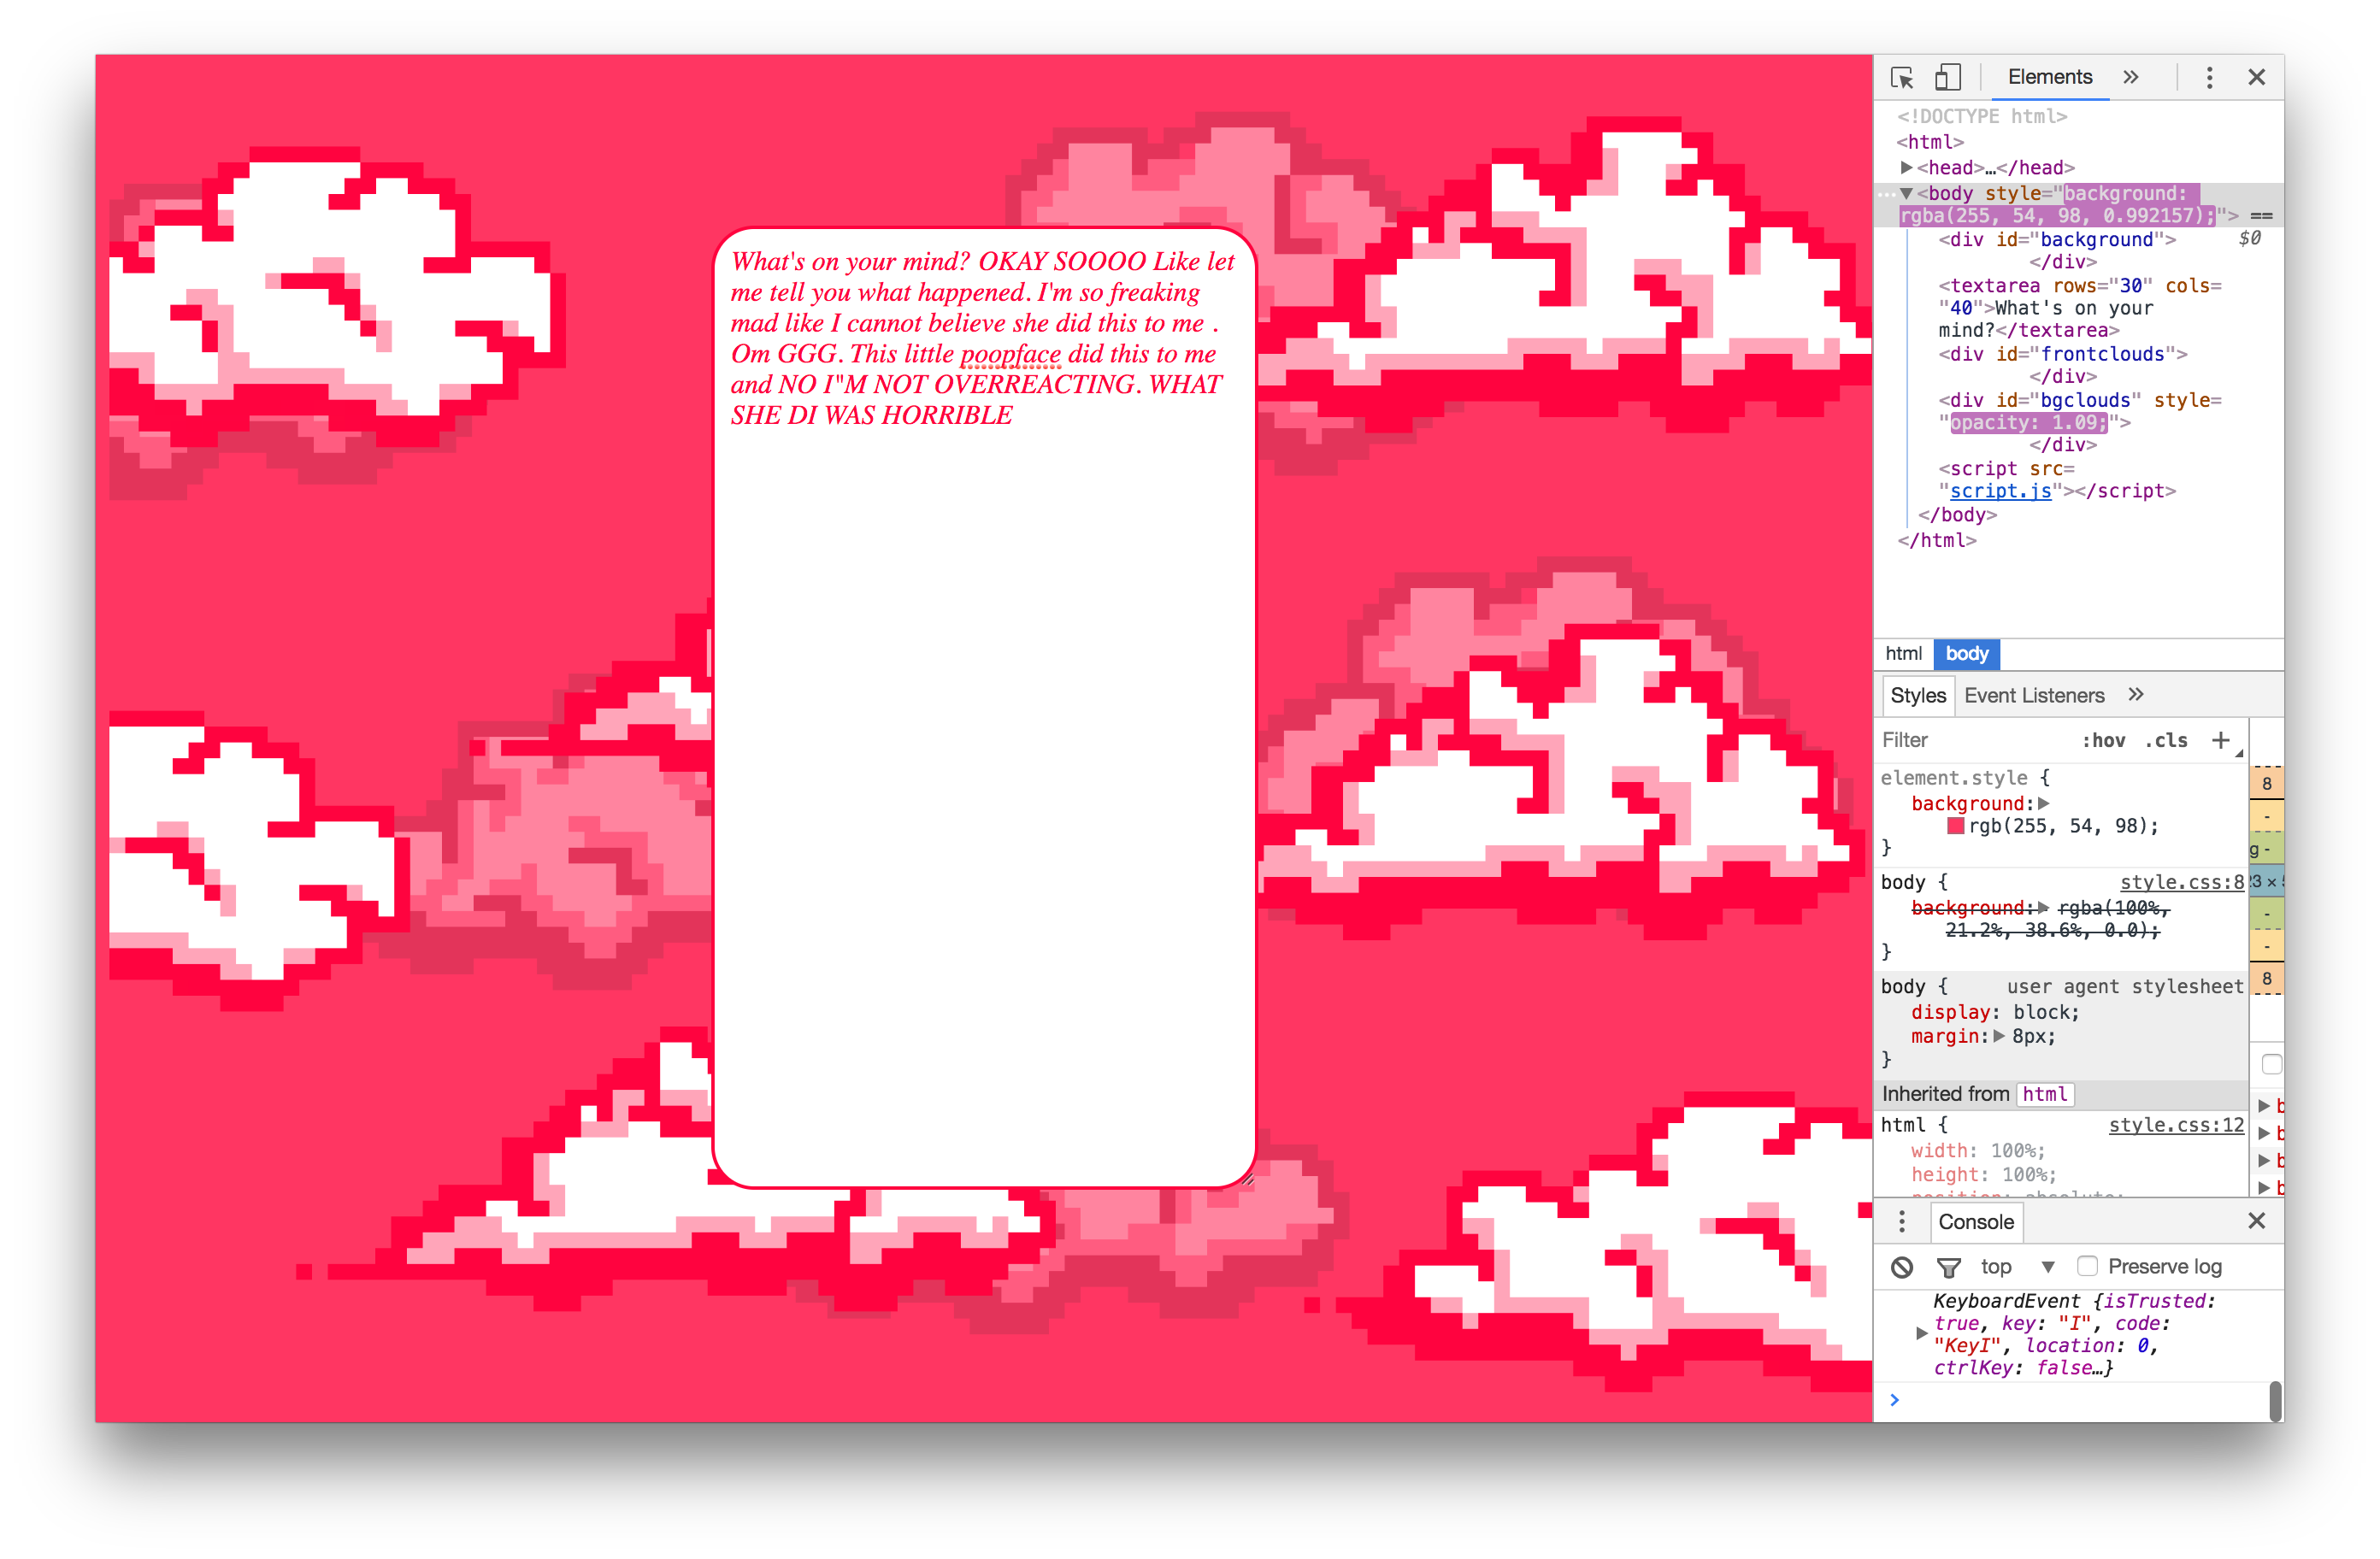 What's on your mind? OKAY SOOOO Like let
me tell you what happened. I'm so freaking
mad like I cannot believe she did this to me .
Om GGG. This little poopface did this to me
and NO I"M NOT OVERREACTING. WHAT
SHE DI WAS HORRIBLE
Elements
<!DOCTYPE html>
<html>
<head>…</head>
<body style="background:
rgba(255, 54, 98, 0.992157);"> ==
$0
<div id="background">
</div>
<textarea rows="30" cols=
"40">What's on your
mind?</textarea>
<div id="frontclouds">
</div>
<div id="bgclouds" style=
"opacity: 1.09;">
</div>
<script src=
"script.js"></script>
</body>
</html>
html body
Styles Event Listeners
Filter :hov .cls +
element.style {
background:
rgb(255, 54, 98);
}
body { style.css:8
background: rgba(100%,
21.2%, 38.6%, 0.0);
}
body { user agent stylesheet
display: block;
margin: 8px;
}
Inherited from html
html { style.css:12
width: 100%;
height: 100%;
position: absolute;
8
-
g -
23 ×
-
-
8
b
b
b
b
Console
top Preserve log
KeyboardEvent {isTrusted:
true, key: "I", code:
"KeyI", location: 0,
ctrlKey: false…}